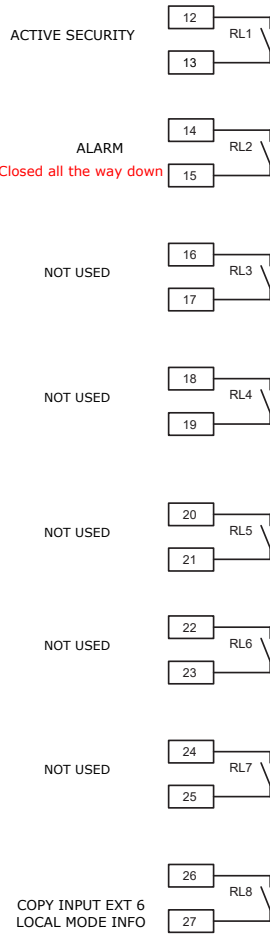 12
ACTIVE SECURITY
RL1
13
14
ALARM
RL2
Closed all the way down
15
16
NOT USED
RL3
17
18
NOT USED
RL4
19
20
NOT USED
RL5
21
22
NOT USED
RL6
23
24
NOT USED
RL7
25
26
RL8
COPY INPUT EXT 6
LOCAL MODE INFO
27